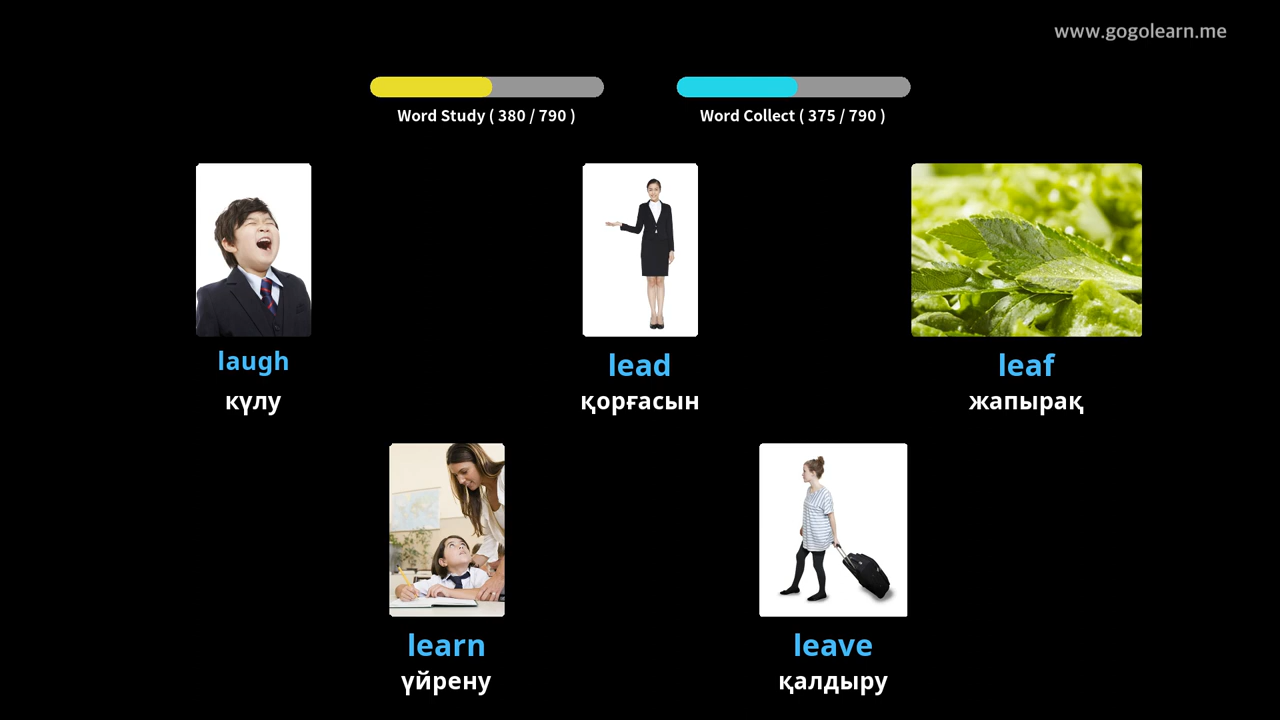 www.gogolearn.me
Word Study ( 380 / 790 )
Word Collect ( 375 / 790 )
laugh
күлу
lead
қорғасын
leaf
жапырақ
learn
үйрену
leave
қалдыру